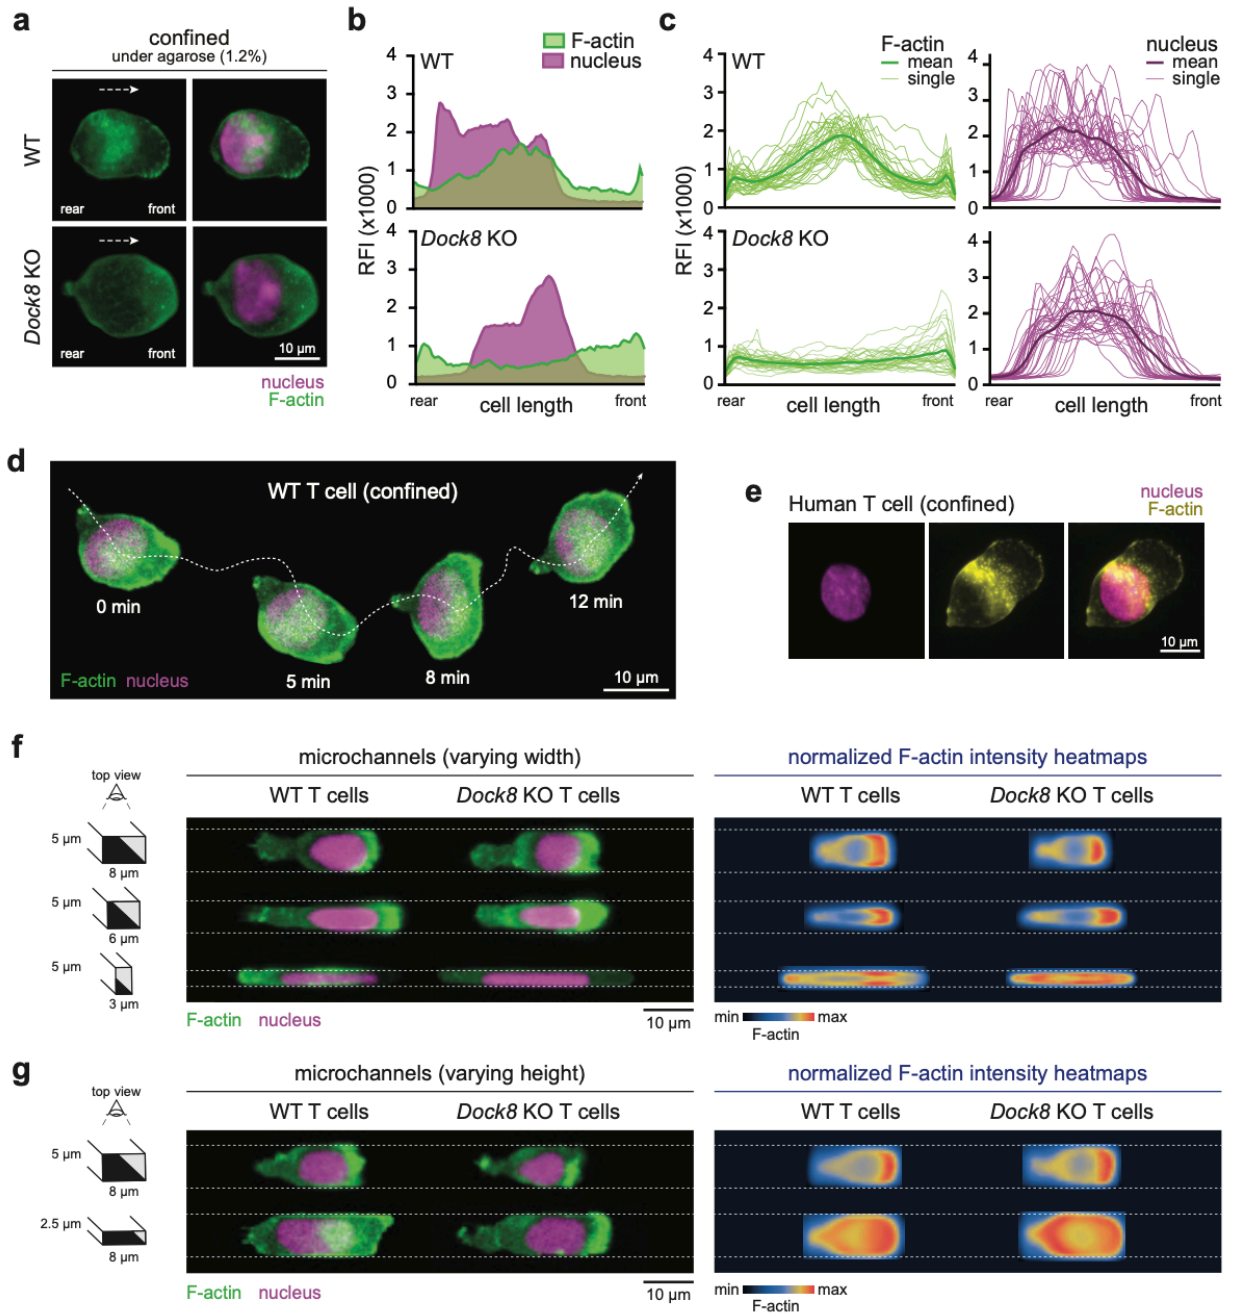 a
confined
under agarose (1.2%)
WT
rear
front
Dock8 KO
rear
front
10 µm
nucleus
F-actin
b
F-actin
nucleus
WT
4
3
2
1
0
RFI (x1000)
Dock8 KO
4
3
2
1
0
rear
cell length
front
c
F-actin
mean
single
WT
4
3
2
1
0
nucleus
mean
single
4
3
2
1
0
RFI (x1000)
Dock8 KO
4
3
2
1
0
rear
cell length
front
4
3
2
1
0
rear
cell length
front
d
WT T cell (confined)
0 min
5 min
8 min
12 min
F-actin nucleus
10 µm
e
Human T cell (confined)
nucleus
F-actin
10 µm
f
microchannels (varying width)
normalized F-actin intensity heatmaps
top view
WT T cells
Dock8 KO T cells
WT T cells
Dock8 KO T cells
5 µm
8 µm
5 µm
6 µm
5 µm
3 µm
F-actin nucleus
10 µm
min
max
F-actin
g
microchannels (varying height)
normalized F-actin intensity heatmaps
top view
WT T cells
Dock8 KO T cells
WT T cells
Dock8 KO T cells
5 µm
8 µm
2.5 µm
8 µm
F-actin nucleus
10 µm
min
max
F-actin